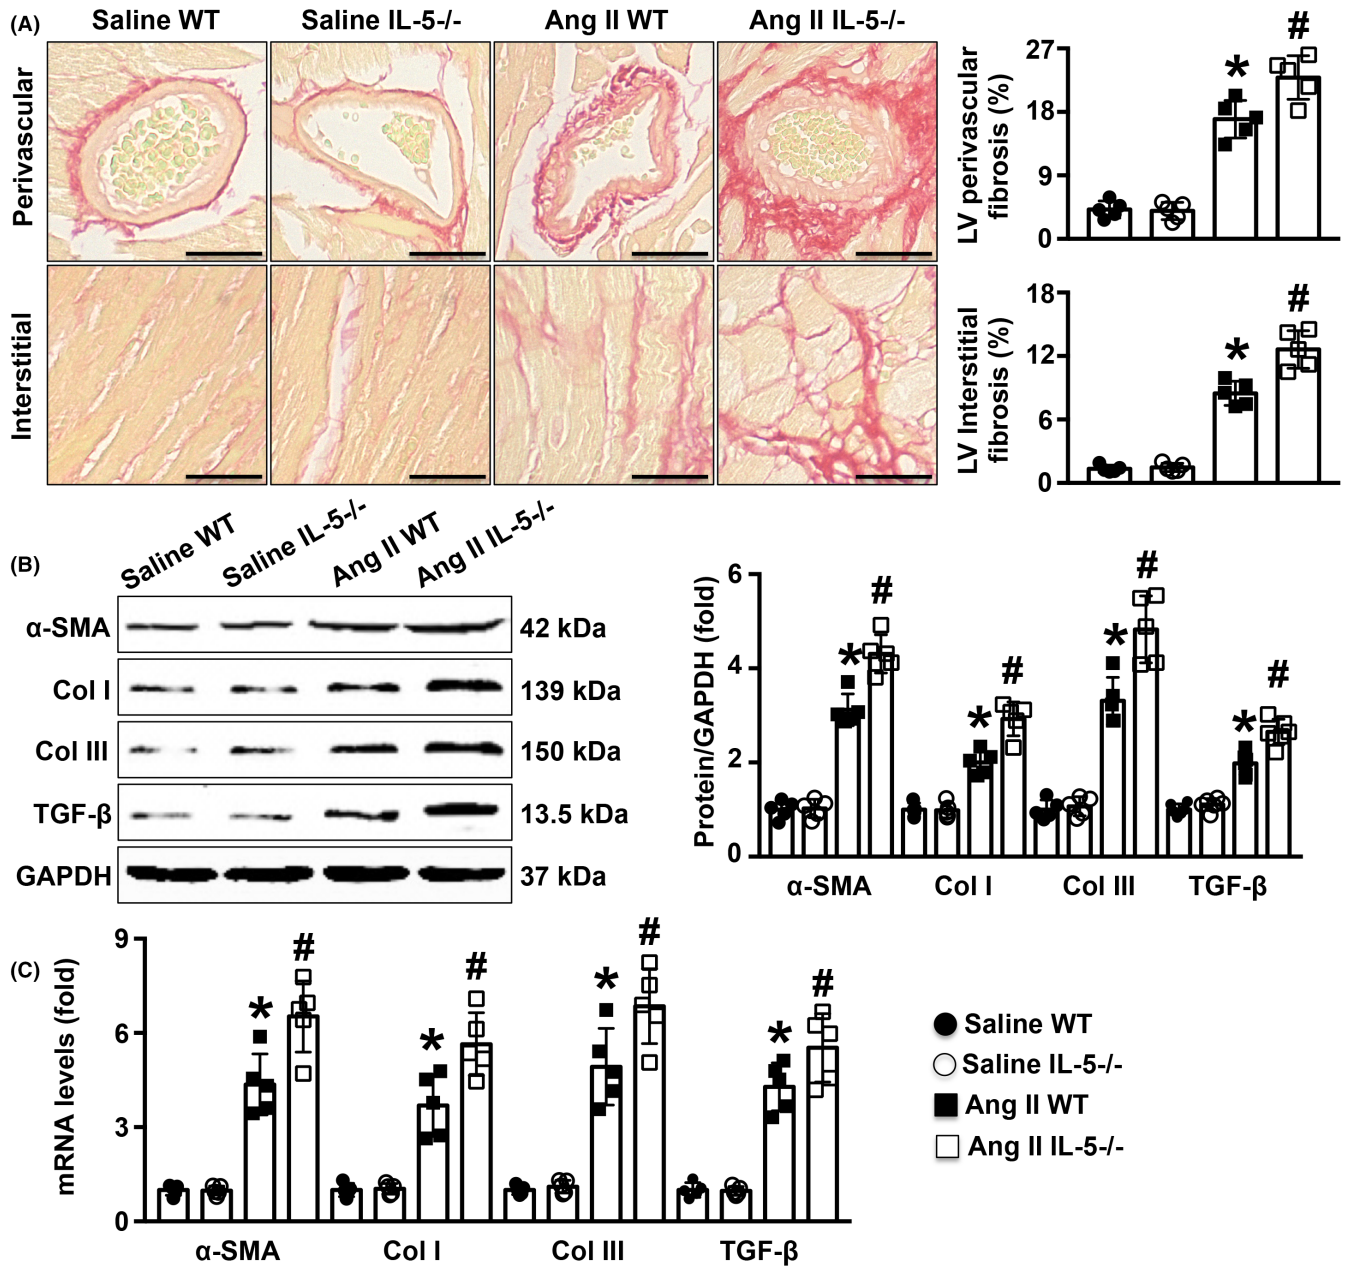 (A)
Saline WT Saline IL-5-/- Ang II WT Ang II IL-5-/-
Perivascular
Interstitial
LV perivascular
fibrosis (%)
27
18
9
0
* #
LV Interstitial
fibrosis (%)
18
12
6
0
* #
(B)
Saline WT Saline IL-5-/- Ang II WT Ang II IL-5-/-
α-SMA 42 kDa
Col I 139 kDa
Col III 150 kDa
TGF-β 13.5 kDa
GAPDH 37 kDa
Protein/GAPDH (fold)
6
4
2
0
* # * # * # * #
α-SMA Col I Col III TGF-β
(C)
mRNA levels (fold)
9
6
3
0
* # * # * # * #
α-SMA Col I Col III TGF-β
Saline WT
Saline IL-5-/-
Ang II WT
Ang II IL-5-/-